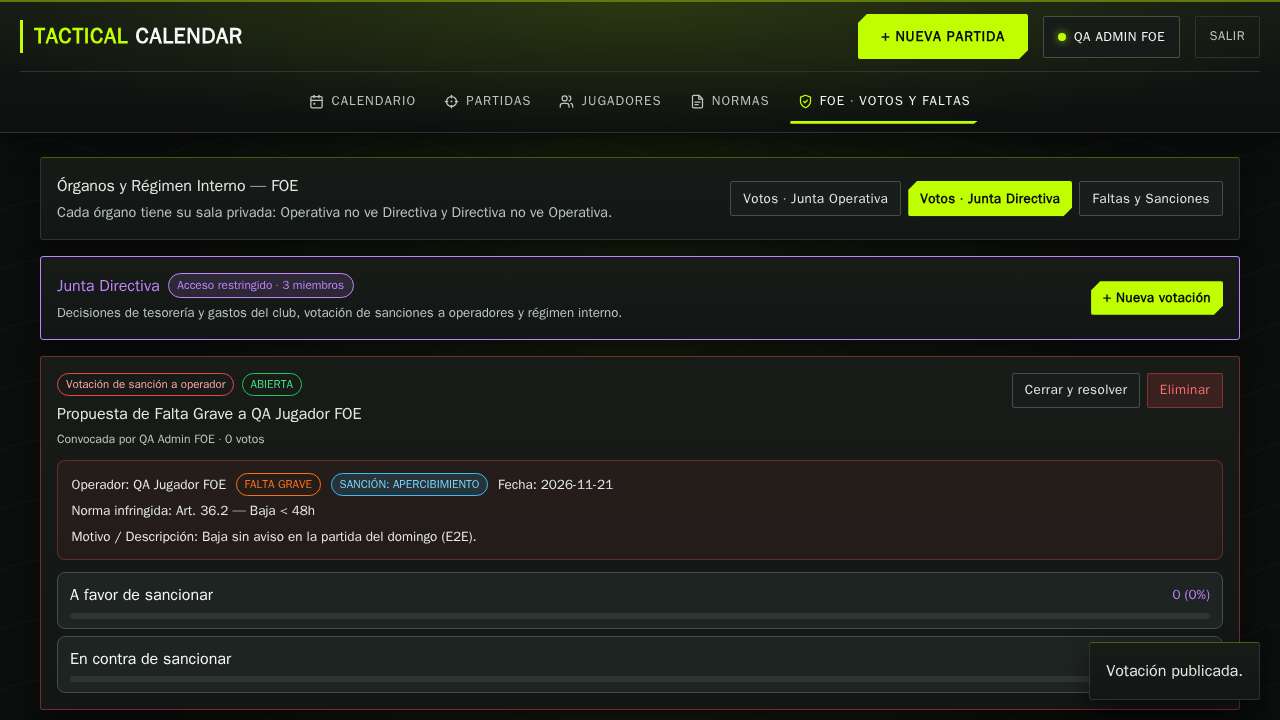 TACTICAL CALENDAR
+ NUEVA PARTIDA
QA ADMIN FOE
SALIR
CALENDARIO
PARTIDAS
JUGADORES
NORMAS
FOE · VOTOS Y FALTAS
Órganos y Régimen Interno — FOE
Cada órgano tiene su sala privada: Operativa no ve Directiva y Directiva no ve Operativa.
Votos · Junta Operativa
Votos · Junta Directiva
Faltas y Sanciones
Junta Directiva
Acceso restringido · 3 miembros
Decisiones de tesorería y gastos del club, votación de sanciones a operadores y régimen interno.
+ Nueva votación
Votación de sanción a operador
ABIERTA
Cerrar y resolver
Eliminar
Propuesta de Falta Grave a QA Jugador FOE
Convocada por QA Admin FOE · 0 votos
Operador: QA Jugador FOE
FALTA GRAVE
SANCIÓN: APERCIBIMIENTO
Fecha: 2026-11-21
Norma infringida: Art. 36.2 — Baja < 48h
Motivo / Descripción: Baja sin aviso en la partida del domingo (E2E).
A favor de sancionar
0 (0%)
En contra de sancionar
Votación publicada.